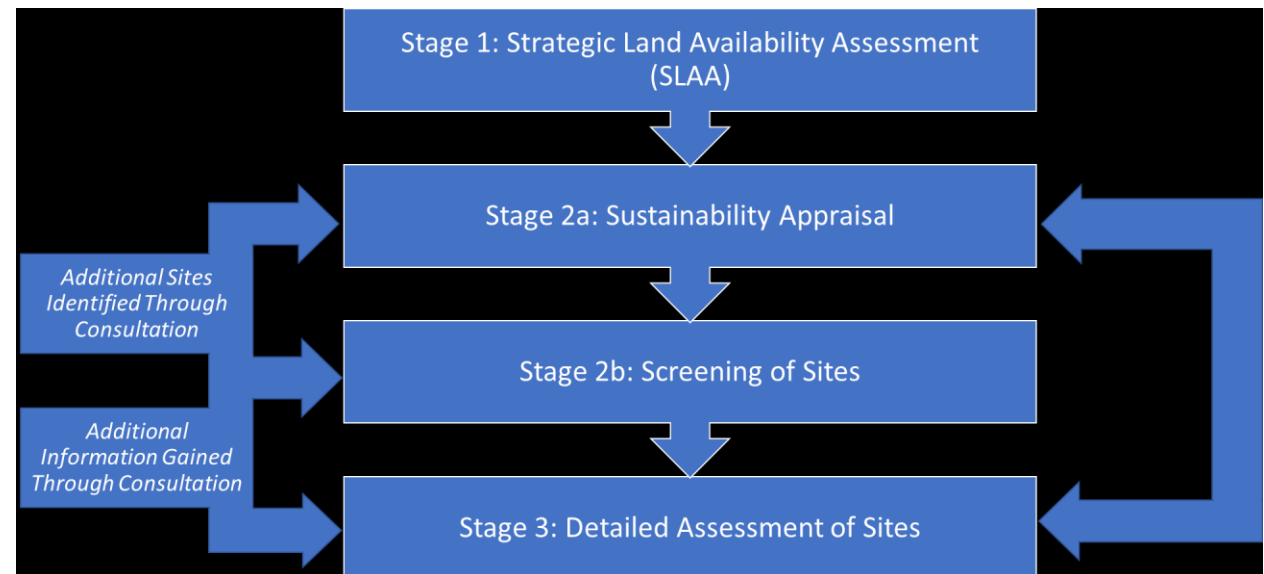 Stage 1: Strategic Land Availability Assessment
(SLAA)
Stage 2a: Sustainability Appraisal
Additional Sites
Identified Through
Consultation
Stage 2b: Screening of Sites
Additional
Information Gained
Through Consultation
Stage 3: Detailed Assessment of Sites